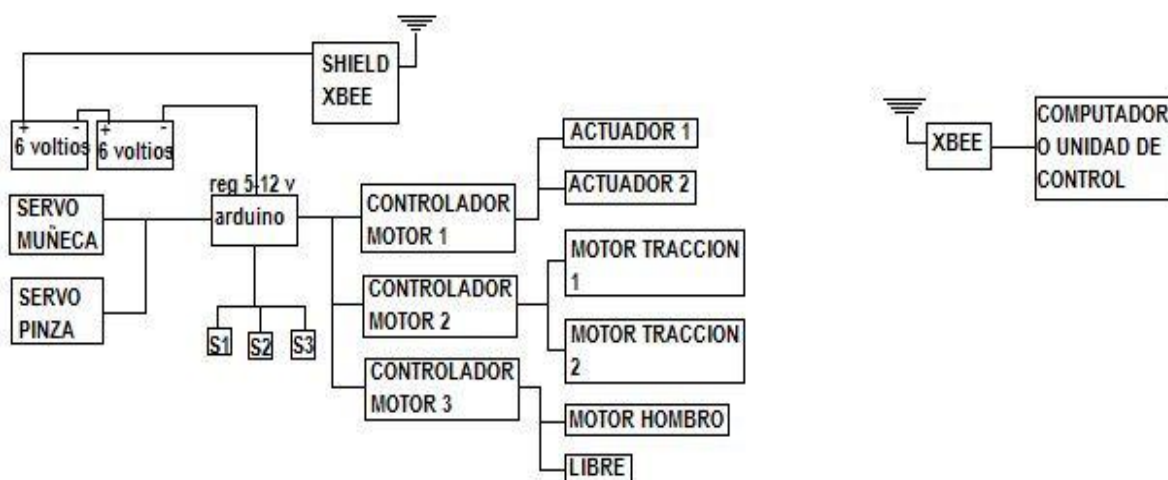 SHIELD
XBEE
+ - + -
6 voltios 6 voltios
reg 5-12 v
arduino
SERVO
MUÑECA
SERVO
PINZA
S1 S2 S3
CONTROLADOR
MOTOR 1
CONTROLADOR
MOTOR 2
CONTROLADOR
MOTOR 3
ACTUADOR 1
ACTUADOR 2
MOTOR TRACCION
1
MOTOR TRACCION
2
MOTOR HOMBRO
LIBRE
XBEE
COMPUTADOR
O UNIDAD DE
CONTROL